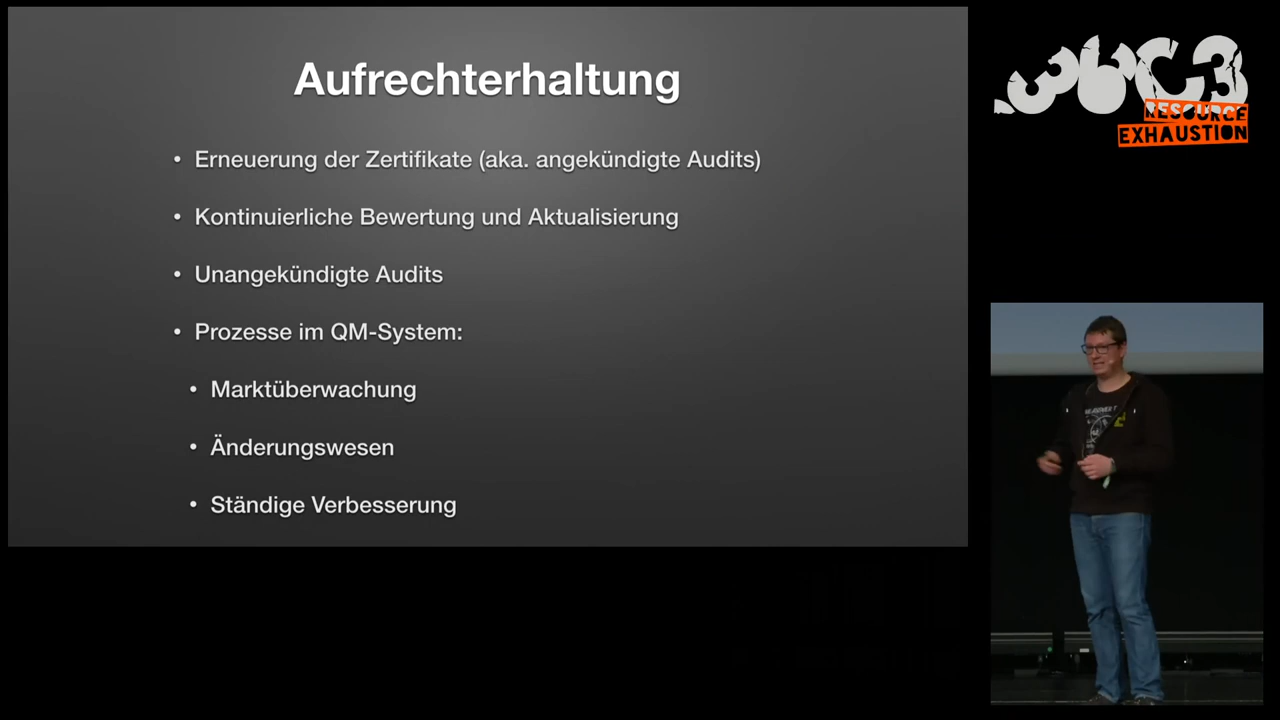 Aufrechterhaltung
• Erneuerung der Zertifikate (aka. angekündigte Audits)
• Kontinuierliche Bewertung und Aktualisierung
• Unangekündigte Audits
• Prozesse im QM-System:
• Marktüberwachung
• Änderungswesen
• Ständige Verbesserung
36C3
RESOURCE
EXHAUSTION